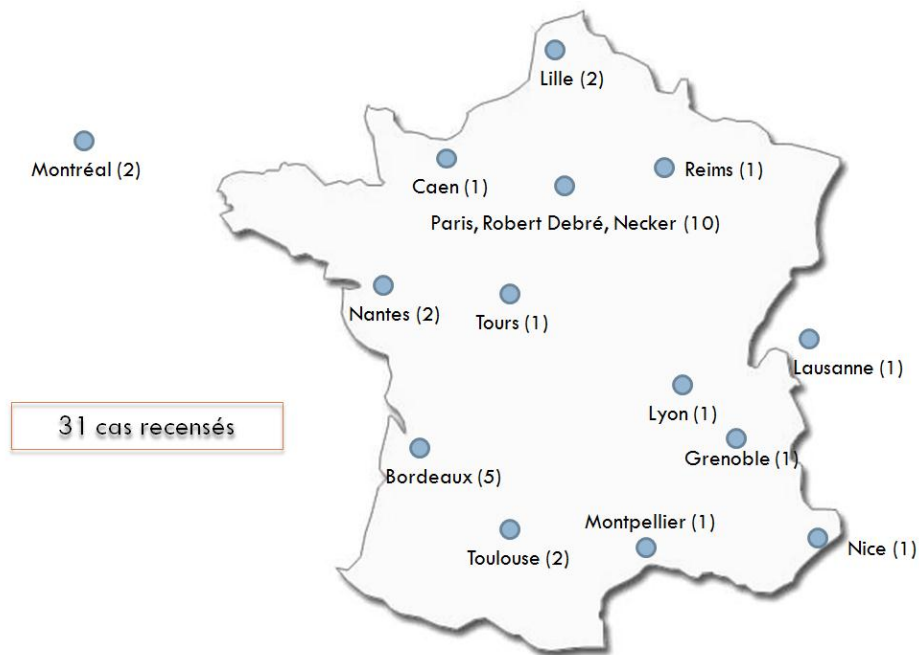 Lille (2)
Montréal (2)
Caen (1)
Reims (1)
Paris, Robert Debré, Necker (10)
Nantes (2)
Tours (1)
Lausanne (1)
Lyon (1)
31 cas recensés
Grenoble (1)
Bordeaux (5)
Montpellier (1)
Toulouse (2)
Nice (1)